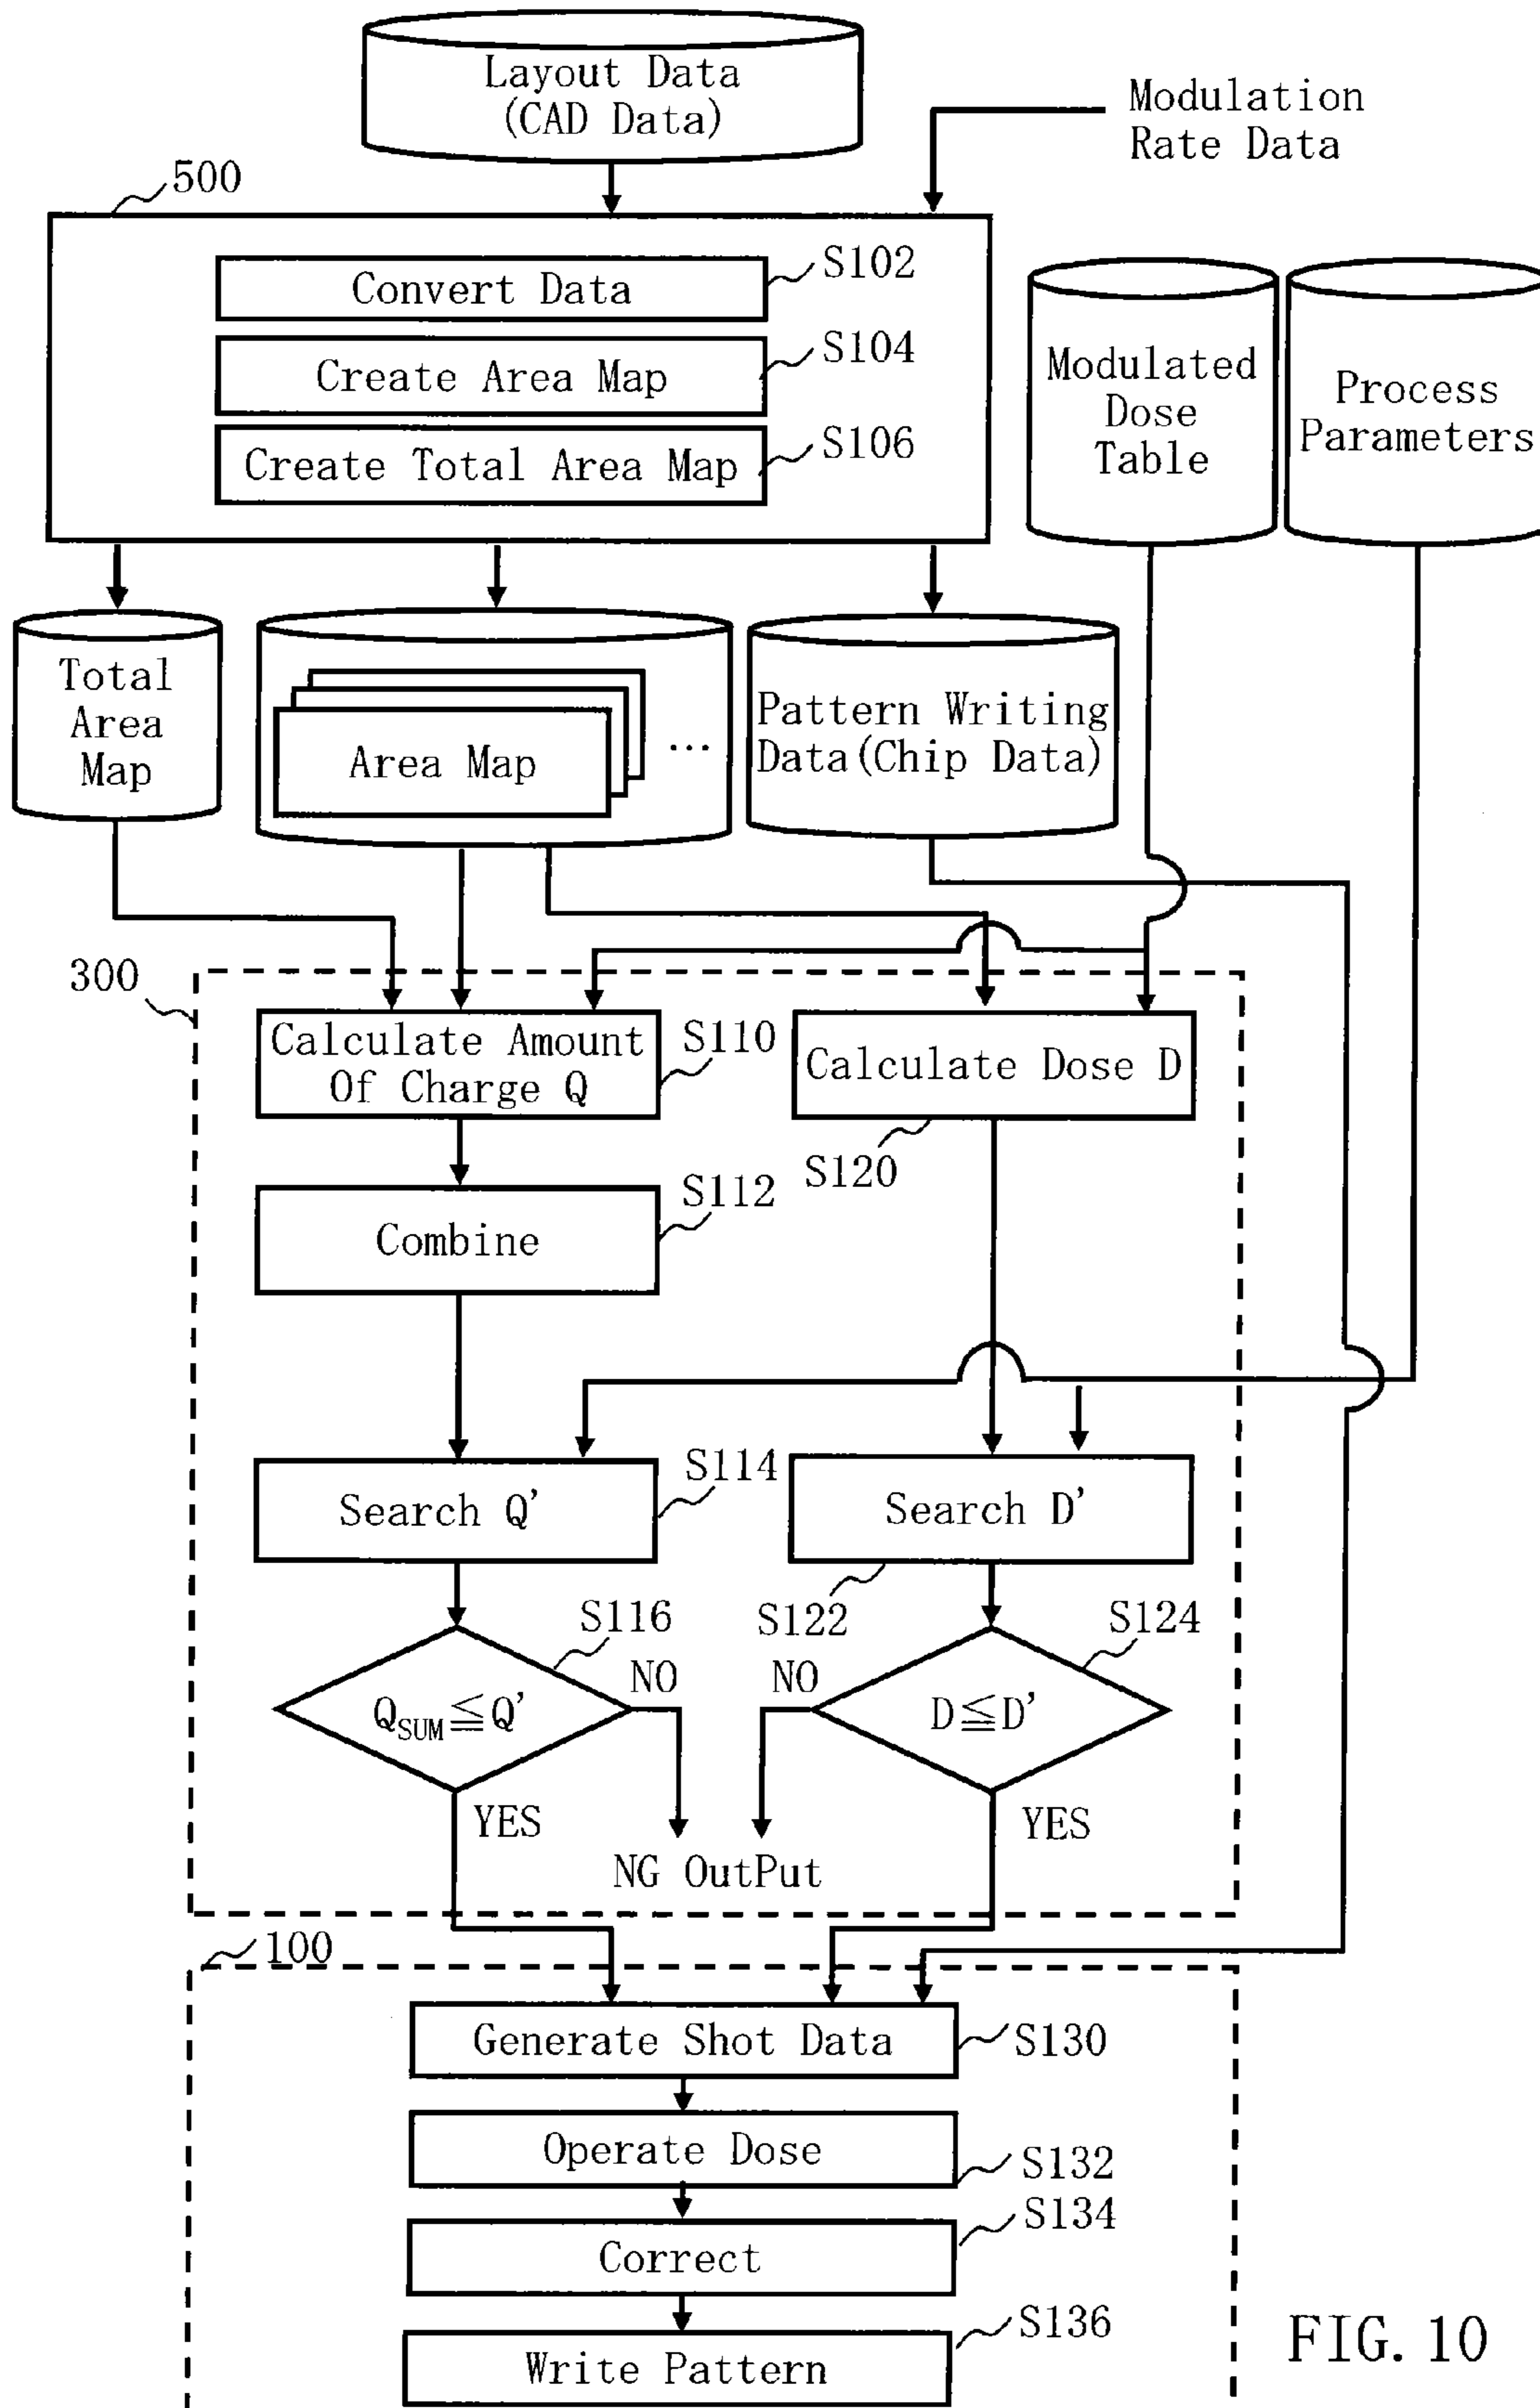 Layout Data
(CAD Data)
Modulation
Rate Data
500
Convert Data
S102
Create Area Map
S104
Create Total Area Map
S106
Modulated
Dose
Table
Process
Parameters
Total
Area
Map
Area Map
...
Pattern Writing
Data(Chip Data)
300
Calculate Amount
Of Charge Q
S110
Calculate Dose D
S120
Combine
S112
Search Q'
S114
Search D'
S122
S116
QSUM≦Q'
NO
YES
S124
D≦D'
NO
YES
NG OutPut
100
Generate Shot Data
S130
Operate Dose
S132
Correct
S134
Write Pattern
S136
FIG. 10